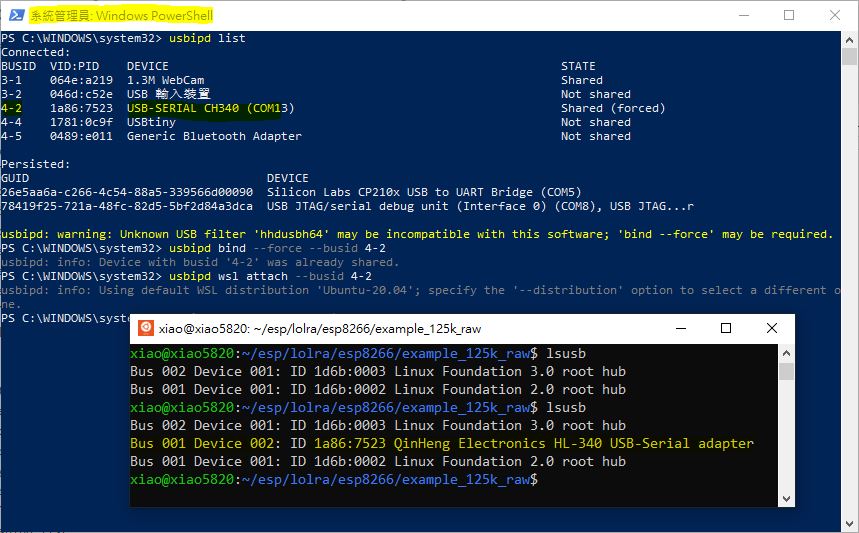 系統管理員: Windows PowerShell
PS C:\WINDOWS\system32> usbipd list
Connected:
BUSID  VID:PID    DEVICE                                                        STATE
3-1    064e:a219  1.3M WebCam                                                   Shared
3-2    046d:c52e  USB 輸入裝置                                                  Not shared
4-2    1a86:7523  USB-SERIAL CH340 (COM13)                                      Shared (forced)
4-4    1781:0c9f  USBtiny                                                       Not shared
4-5    0489:e011  Generic Bluetooth Adapter                                     Not shared
Persisted:
GUID                                  DEVICE
26e5aa6a-c266-4c54-88a5-339566d00090  Silicon Labs CP210x USB to UART Bridge (COM5)
78419f25-721a-48fc-82d5-5bf2d84a3dca  USB JTAG/serial debug unit (Interface 0) (COM8), USB JTAG...r
usbipd: warning: Unknown USB filter 'hhdusbh64' may be incompatible with this software; 'bind --force' may be required.
PS C:\WINDOWS\system32> usbipd bind --force --busid 4-2
usbipd: info: Device with busid '4-2' was already shared.
PS C:\WINDOWS\system32> usbipd wsl attach --busid 4-2
usbipd: info: Using default WSL distribution 'Ubuntu-20.04'; specify the '--distribution' option to select a different o
ne.
PS C:\WINDOWS\system
xiao@xiao5820: ~/esp/lolra/esp8266/example_125k_raw
xiao@xiao5820:~/esp/lolra/esp8266/example_125k_raw$ lsusb
Bus 002 Device 001: ID 1d6b:0003 Linux Foundation 3.0 root hub
Bus 001 Device 001: ID 1d6b:0002 Linux Foundation 2.0 root hub
xiao@xiao5820:~/esp/lolra/esp8266/example_125k_raw$ lsusb
Bus 002 Device 001: ID 1d6b:0003 Linux Foundation 3.0 root hub
Bus 001 Device 002: ID 1a86:7523 QinHeng Electronics HL-340 USB-Serial adapter
Bus 001 Device 001: ID 1d6b:0002 Linux Foundation 2.0 root hub
xiao@xiao5820:~/esp/lolra/esp8266/example_125k_raw$